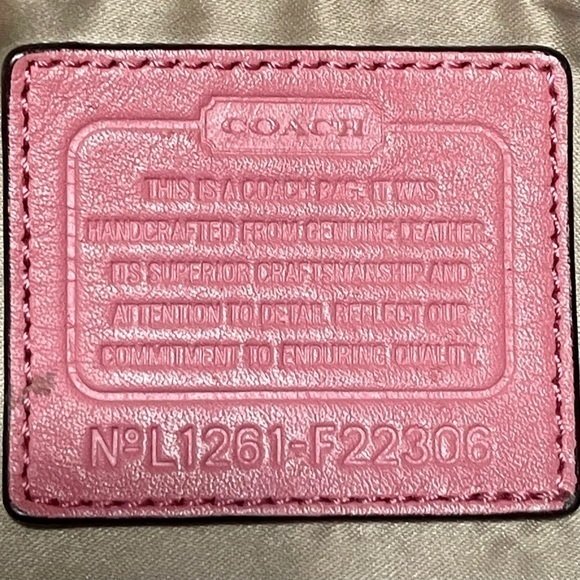 COACH
THIS IS A COACH BAG. IT WAS
HANDCRAFTED FROM GENUINE LEATHER.
ITS SUPERIOR CRAFTSMANSHIP AND
ATTENTION TO DETAIL REFLECT OUR
COMMITMENT TO ENDURING QUALITY.
Nº L1261-F22306